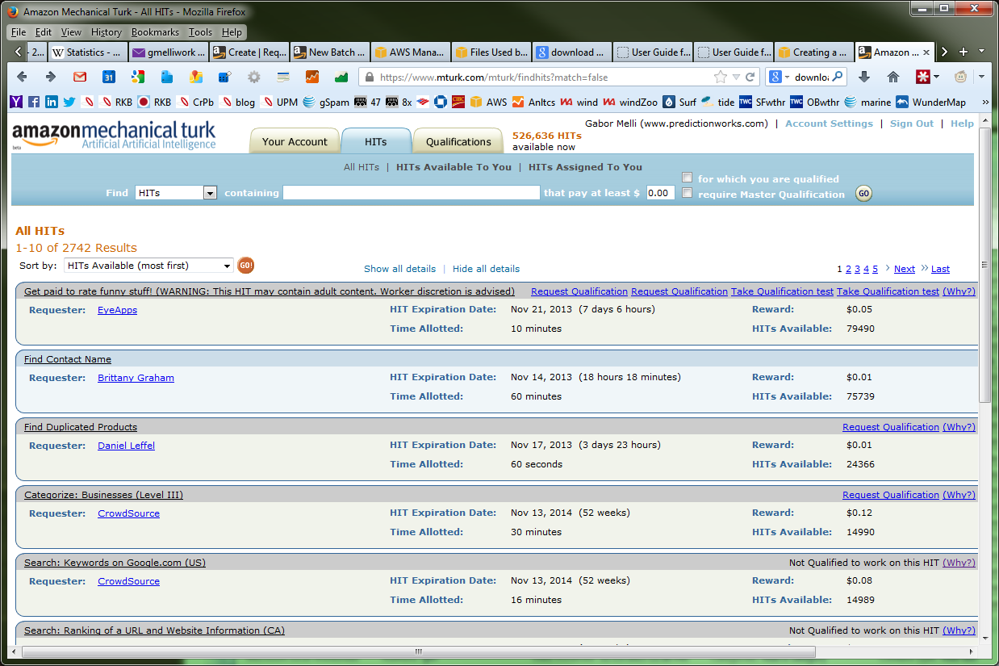 Amazon Mechanical Turk - All HITs - Mozilla Firefox
File Edit View History Bookmarks Tools Help
- 2... Statistics - ... gmelliwork ... Create | Req... New Batch ... AWS Mana... Files Used b... download ... User Guide f... User Guide f... Creating a ... Amazon ...
https://www.mturk.com/mturk/findhits?match=false downloa
RKB RKB CrPb blog UPM gSpam 47 8x CIBC AWS Anltcs wind windZoo Surf tide TWC SFwthr TWC OBwthr marine WunderMap
amazonmechanical turk
beta Artificial Artificial Intelligence
Your Account HITs Qualifications
526,636 HITs
available now
Gabor Melli (www.predictionworks.com) | Account Settings | Sign Out | Help
All HITs | HITs Available To You | HITs Assigned To You
Find HITs containing that pay at least $ 0.00
for which you are qualified
require Master Qualification GO
All HITs
1-10 of 2742 Results
Sort by: HITs Available (most first) GO! Show all details | Hide all details 1 2 3 4 5 › Next » Last
Get paid to rate funny stuff! (WARNING: This HIT may contain adult content. Worker discretion is advised) Request Qualification Request Qualification Take Qualification test Take Qualification test (Why?)
Requester: EyeApps HIT Expiration Date: Nov 21, 2013 (7 days 6 hours) Reward: $0.05
Time Allotted: 10 minutes HITs Available: 79490
Find Contact Name
Requester: Brittany Graham HIT Expiration Date: Nov 14, 2013 (18 hours 18 minutes) Reward: $0.01
Time Allotted: 60 minutes HITs Available: 75739
Find Duplicated Products Request Qualification (Why?)
Requester: Daniel Leffel HIT Expiration Date: Nov 17, 2013 (3 days 23 hours) Reward: $0.01
Time Allotted: 60 seconds HITs Available: 24366
Categorize: Businesses (Level III) Request Qualification (Why?)
Requester: CrowdSource HIT Expiration Date: Nov 13, 2014 (52 weeks) Reward: $0.12
Time Allotted: 30 minutes HITs Available: 14990
Search: Keywords on Google.com (US) Not Qualified to work on this HIT (Why?)
Requester: CrowdSource HIT Expiration Date: Nov 13, 2014 (52 weeks) Reward: $0.08
Time Allotted: 16 minutes HITs Available: 14989
Search: Ranking of a URL and Website Information (CA) Not Qualified to work on this HIT (Why?)